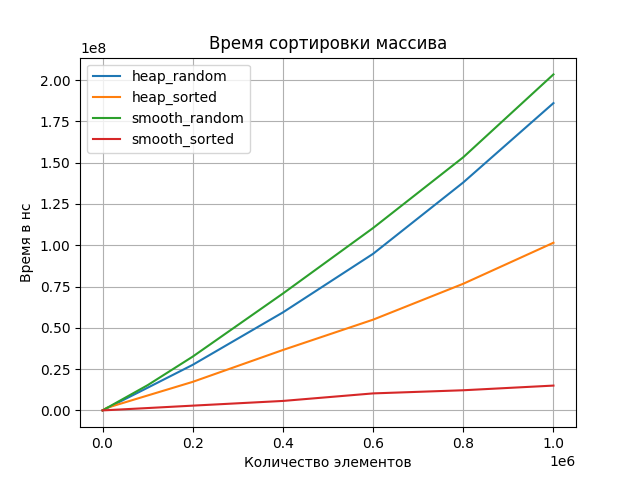 Время сортировки массива
1e8
heap_random
heap_sorted
smooth_random
smooth_sorted
2.00
1.75
1.50
1.25
1.00
0.75
0.50
0.25
0.00
Время в нс
0.0 0.2 0.4 0.6 0.8 1.0
Количество элементов
1e6